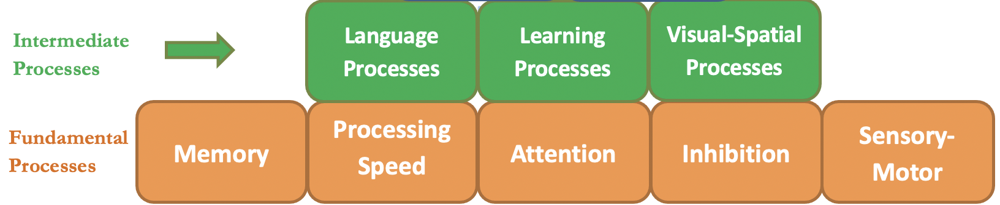 Intermediate
Processes
Language
Processes
Learning
Processes
Visual-Spatial
Processes
Fundamental
Processes
Memory
Processing
Speed
Attention
Inhibition
Sensory-
Motor